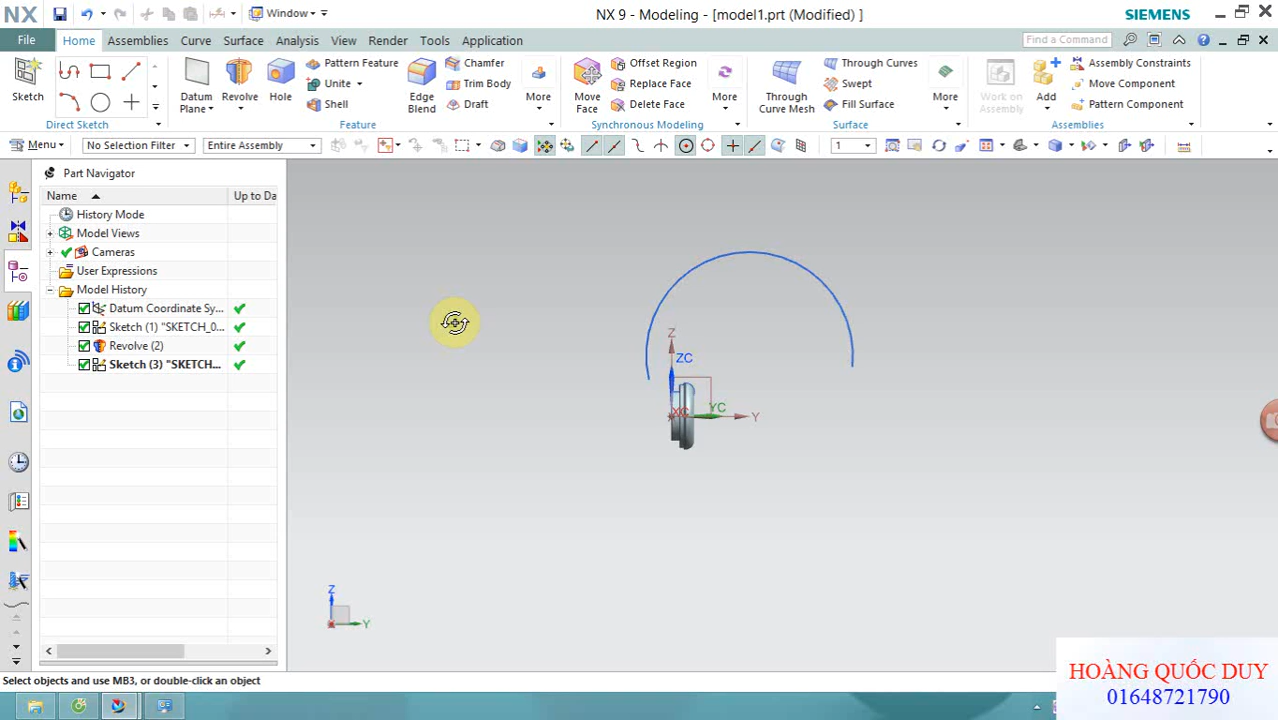 NX
Window
NX 9 - Modeling - [model1.prt (Modified) ]
SIEMENS
File
Home
Assemblies
Curve
Surface
Analysis
View
Render
Tools
Application
Find a Command
Sketch
Direct Sketch
Datum Plane
Revolve
Hole
Pattern Feature
Unite
Shell
Edge Blend
Chamfer
Trim Body
Draft
More
Feature
Move Face
Offset Region
Replace Face
Delete Face
More
Synchronous Modeling
Through Curve Mesh
Through Curves
Swept
Fill Surface
More
Surface
Work on Assembly
Add
Assembly Constraints
Move Component
Pattern Component
Assemblies
Menu
No Selection Filter
Entire Assembly
1
Part Navigator
Name
Up to Da
History Mode
Model Views
Cameras
User Expressions
Model History
Datum Coordinate Sy...
Sketch (1) "SKETCH_0...
Revolve (2)
Sketch (3) "SKETCH...
Z
ZC
XC
YC
Y
Z
Y
Select objects and use MB3, or double-click an object
HOÀNG QUỐC DUY
01648721790